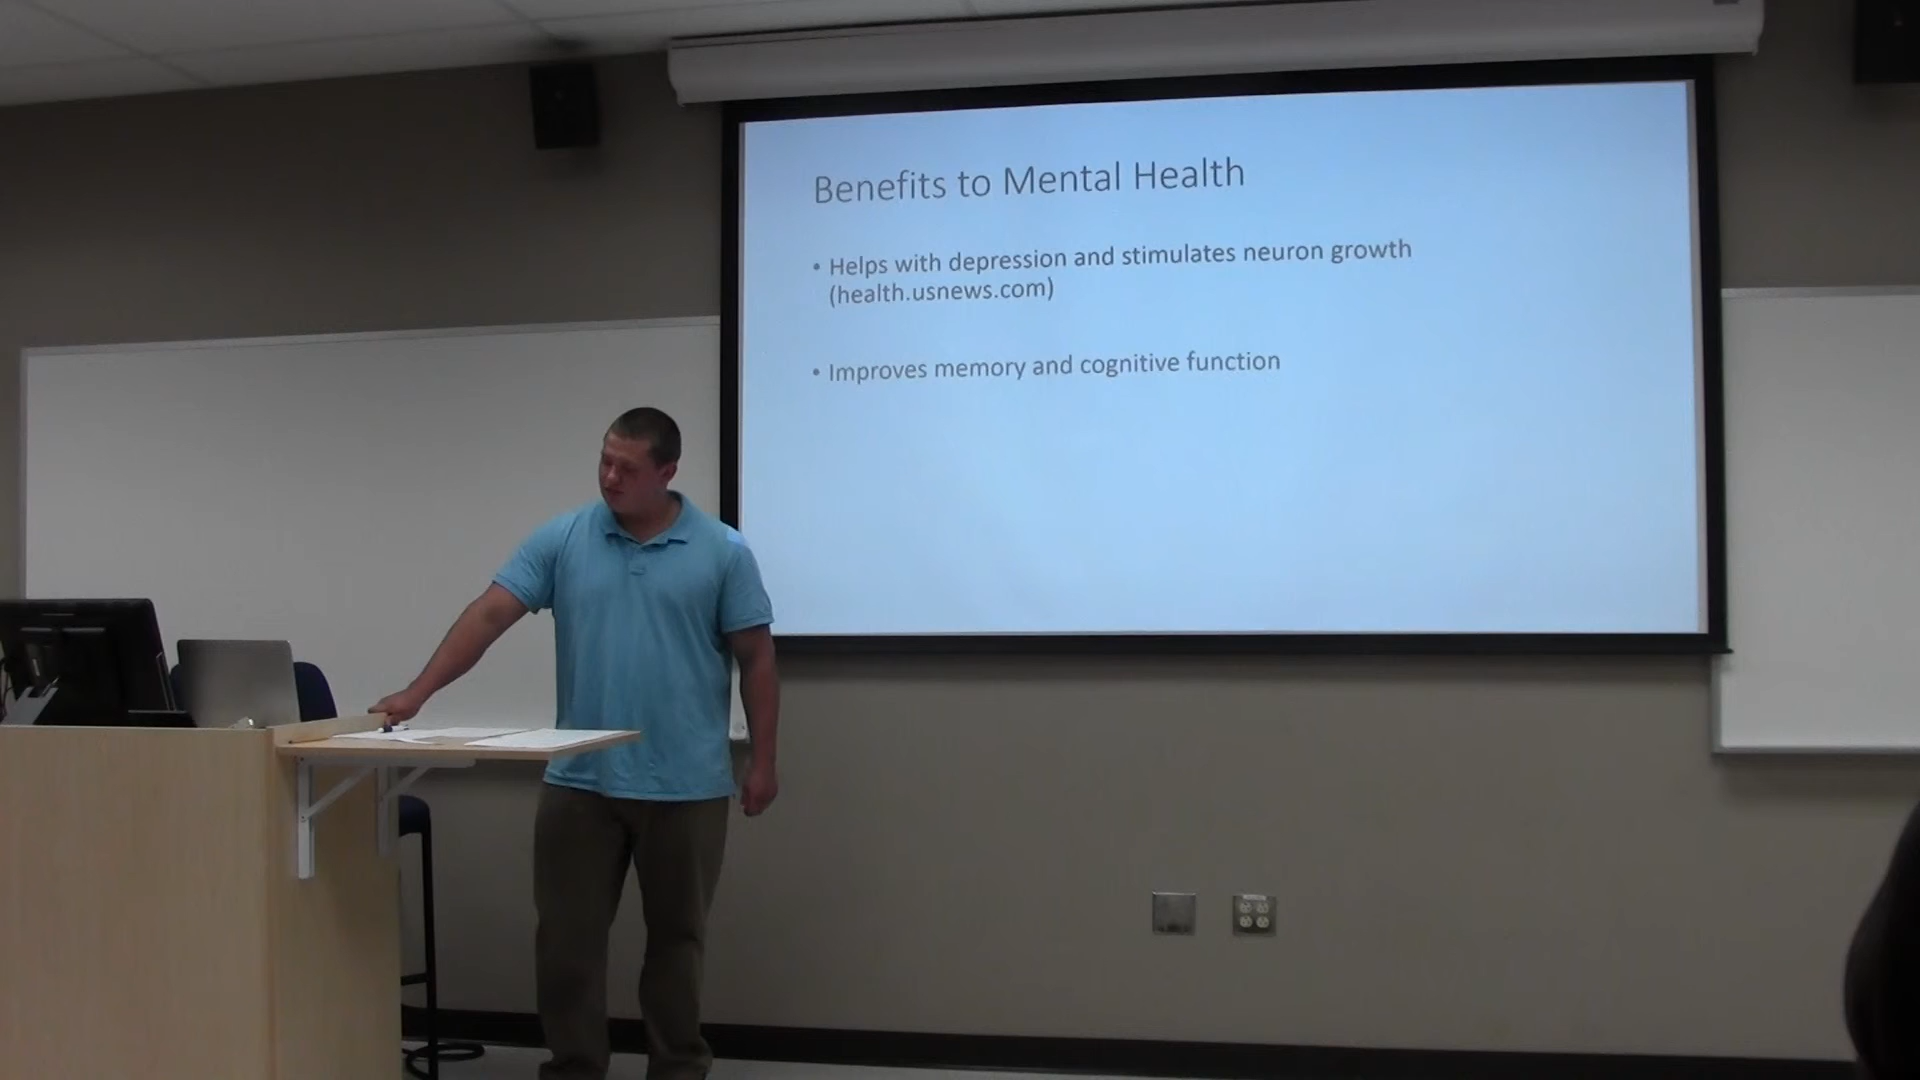 Benefits to Mental Health
• Helps with depression and stimulates neuron growth
(health.usnews.com)
• Improves memory and cognitive function